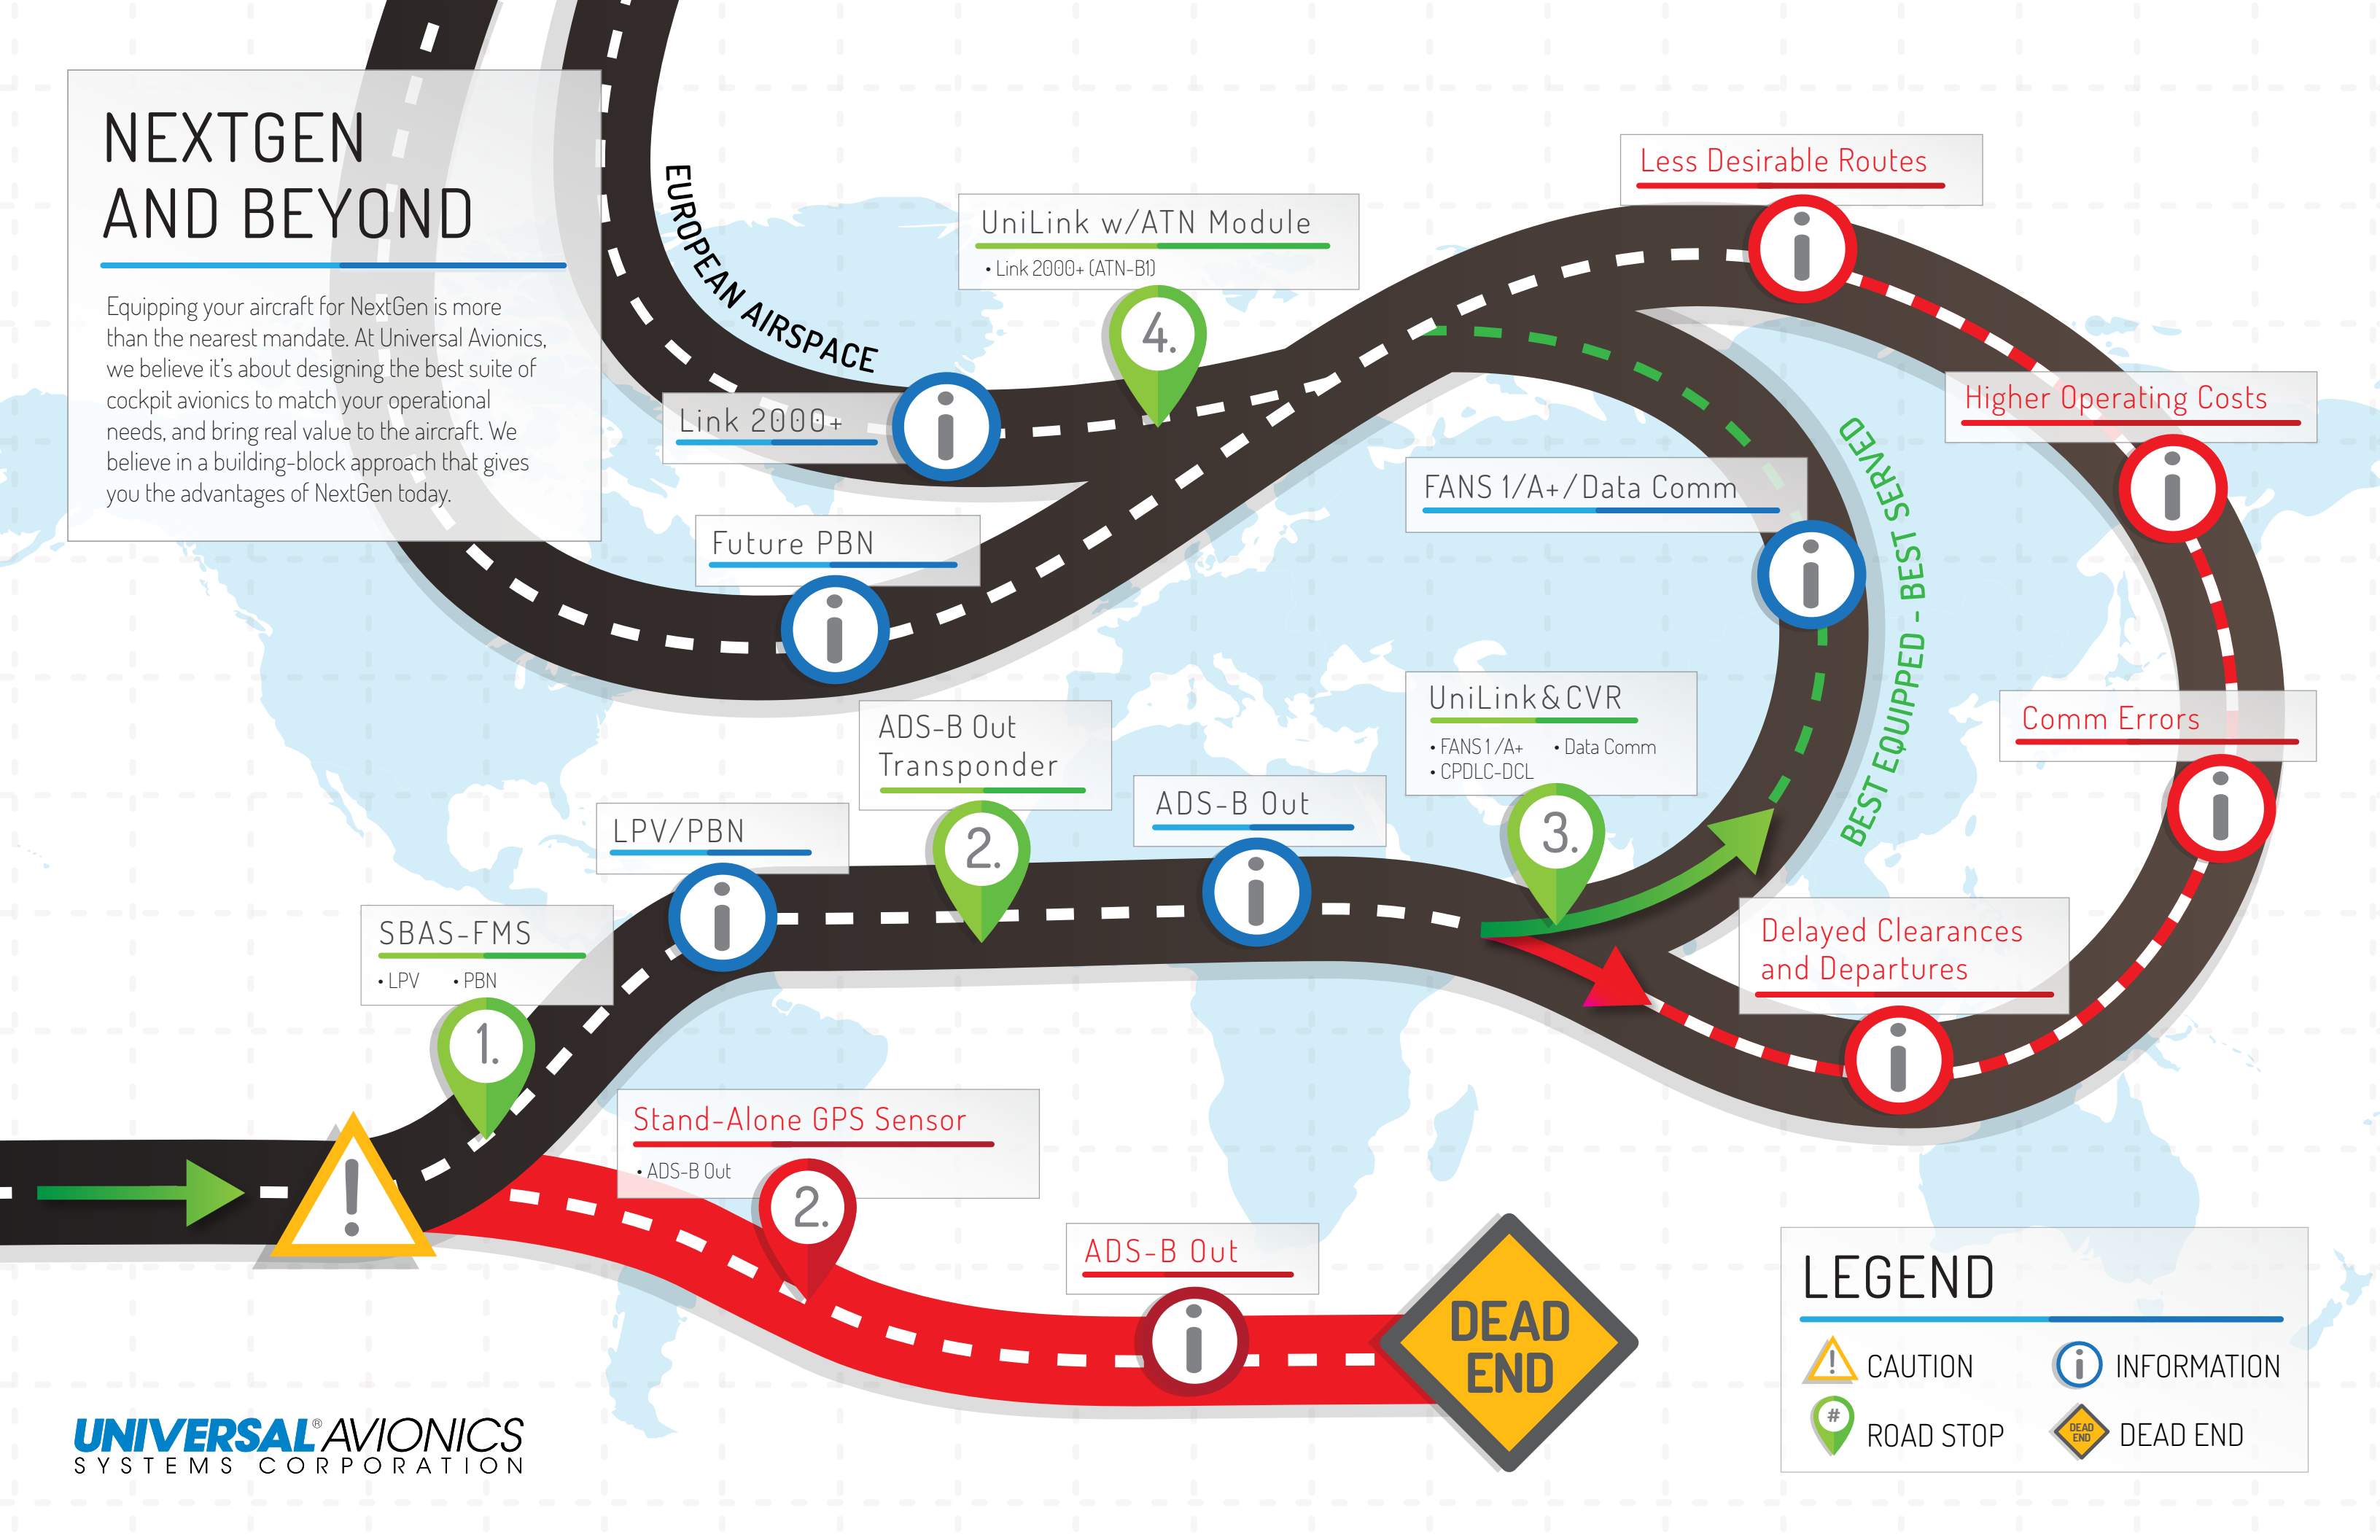 NEXTGEN
AND BEYOND
Equipping your aircraft for NextGen is more
than the nearest mandate. At Universal Avionics,
we believe it's about designing the best suite of
cockpit avionics to match your operational
needs, and bring real value to the aircraft. We
believe in a building-block approach that gives
you the advantages of NextGen today.
EUROPEAN AIRSPACE
UniLink w/ATN Module
• Link 2000+ (ATN-B1)
4.
Link 2000+
Future PBN
Less Desirable Routes
Higher Operating Costs
FANS 1/A+/Data Comm
BEST EQUIPPED - BEST SERVED
Comm Errors
UniLink&CVR
• FANS 1 /A+ • Data Comm
• CPDLC-DCL
3.
ADS-B Out
Transponder
2.
ADS-B Out
LPV/PBN
SBAS-FMS
• LPV • PBN
1.
Delayed Clearances
and Departures
Stand-Alone GPS Sensor
• ADS-B Out
2.
ADS-B Out
DEAD
END
LEGEND
CAUTION
INFORMATION
#
ROAD STOP
DEAD
END
DEAD END
UNIVERSAL® AVIONICS
SYSTEMS CORPORATION